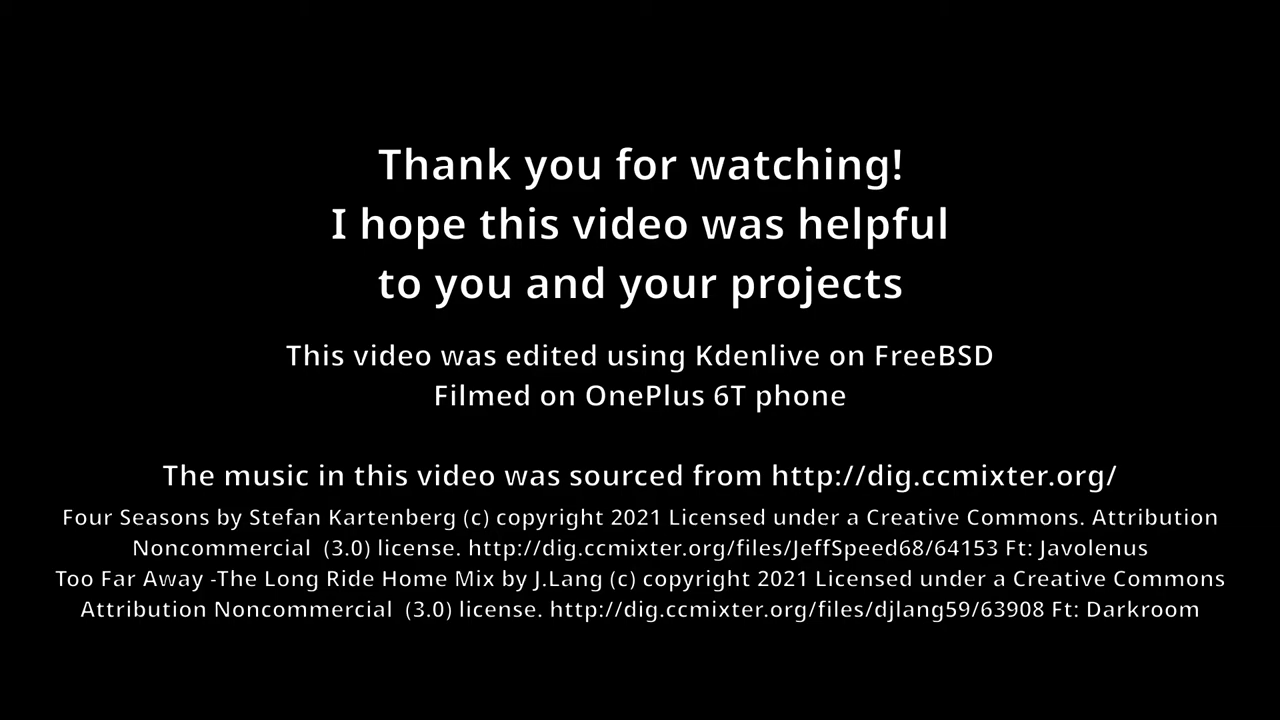 Thank you for watching!
I hope this video was helpful
to you and your projects
This video was edited using Kdenlive on FreeBSD
Filmed on OnePlus 6T phone
The music in this video was sourced from http://dig.ccmixter.org/
Four Seasons by Stefan Kartenberg (c) copyright 2021 Licensed under a Creative Commons. Attribution
Noncommercial  (3.0) license. http://dig.ccmixter.org/files/JeffSpeed68/64153 Ft: Javolenus
Too Far Away -The Long Ride Home Mix by J.Lang (c) copyright 2021 Licensed under a Creative Commons
Attribution Noncommercial  (3.0) license. http://dig.ccmixter.org/files/djlang59/63908 Ft: Darkroom